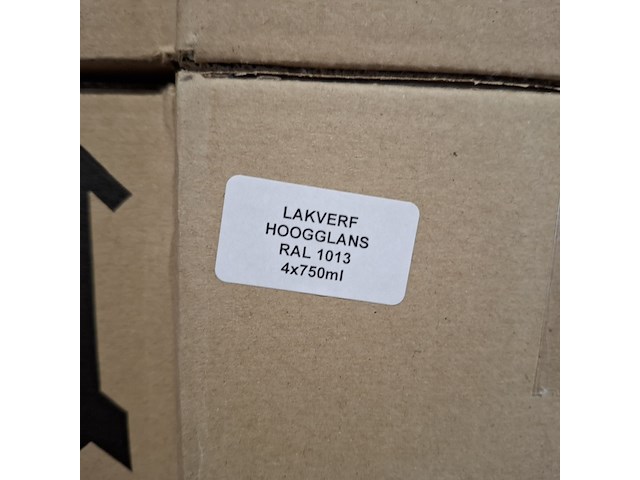 LAKVERF
HOOGGLANS
RAL 1013
4x750ml